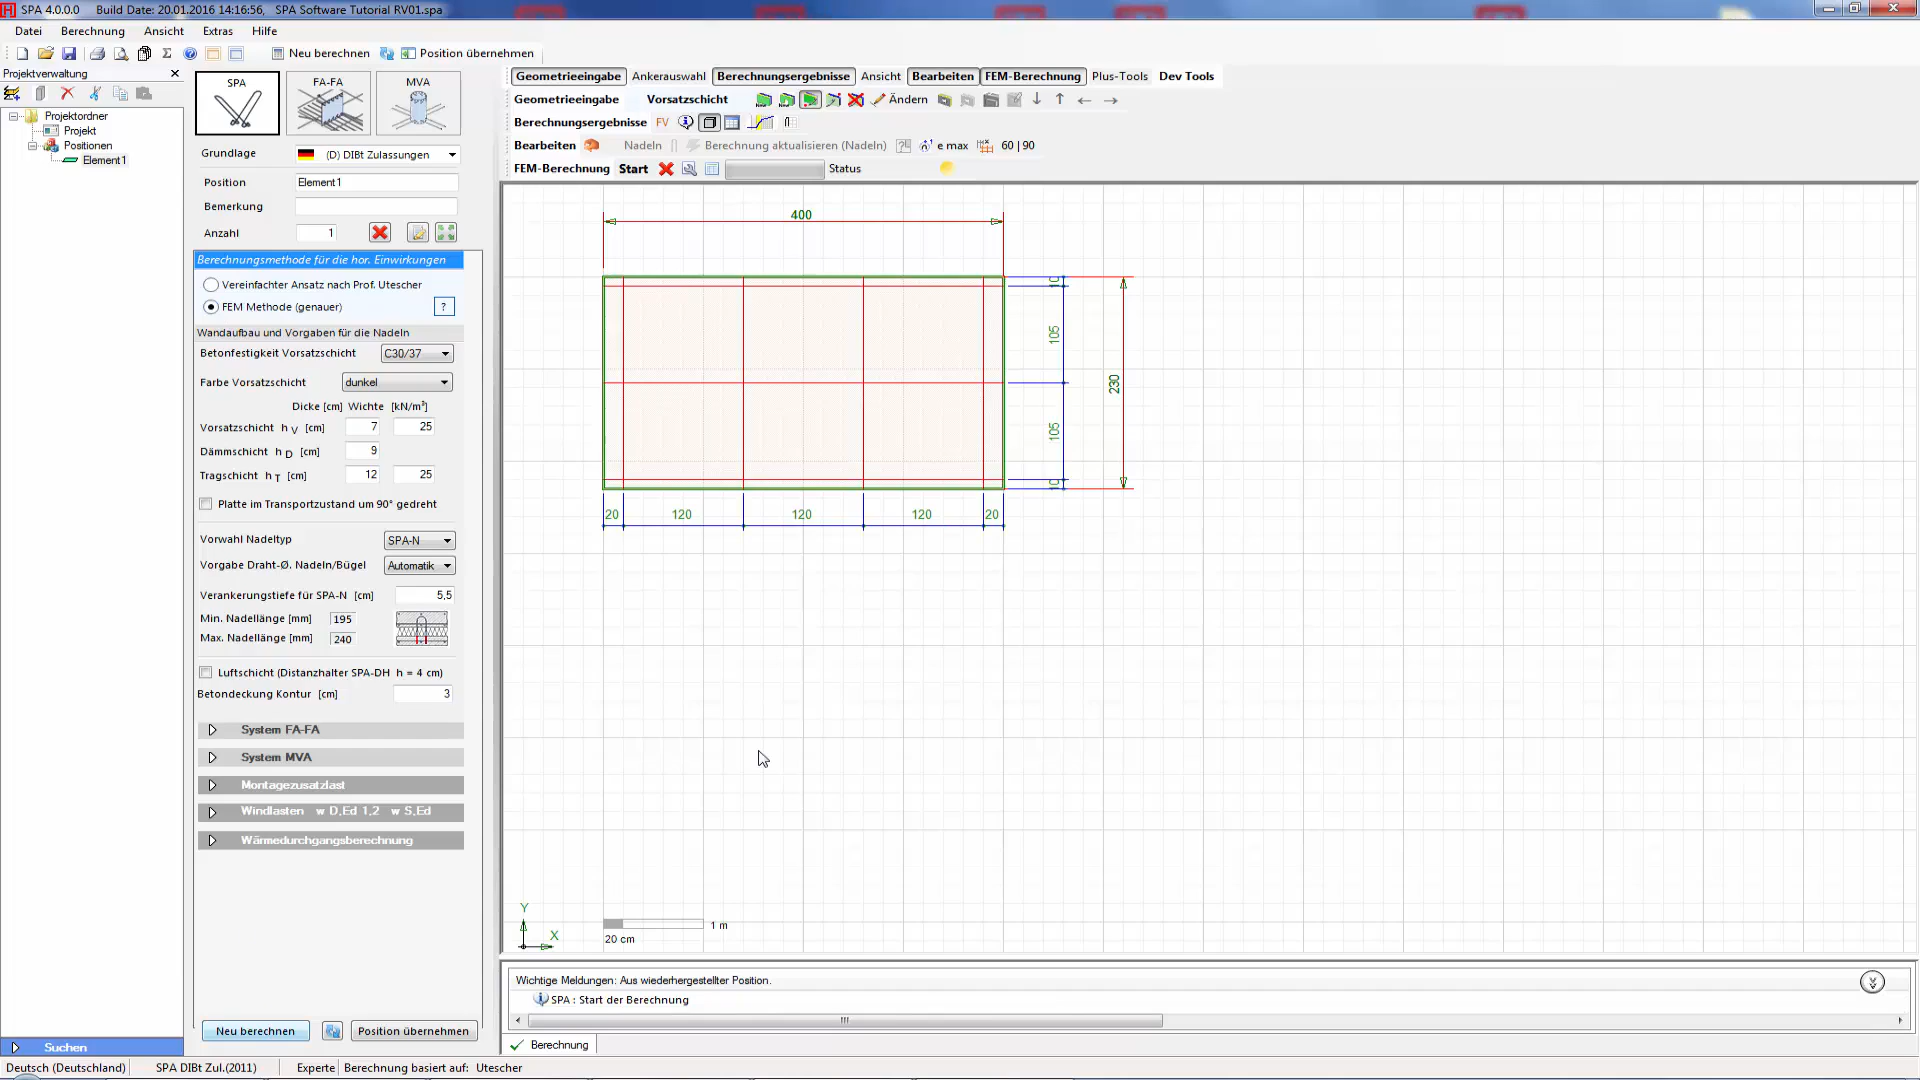 SPA 4.0.0.0 Build Date: 20.01.2016 14:16:56, SPA Software Tutorial RV01.spa
Datei Berechnung Ansicht Extras Hilfe
Neu berechnen Position übernehmen
Projektverwaltung
Projektordner
Projekt
Positionen
Element1
Suchen
SPA FA-FA MVA
Grundlage (D) DIBt Zulassungen
Position Element1
Bemerkung
Anzahl 1
Berechnungsmethode für die hor. Einwirkungen
Vereinfachter Ansatz nach Prof. Utescher
FEM Methode (genauer) ?
Wandaufbau und Vorgaben für die Nadeln
Betonfestigkeit Vorsatzschicht C30/37
Farbe Vorsatzschicht dunkel
Dicke [cm] Wichte [kN/m³]
Vorsatzschicht h V [cm] 7 25
Dämmschicht h D [cm] 9
Tragschicht h T [cm] 12 25
Platte im Transportzustand um 90° gedreht
Vorwahl Nadeltyp SPA-N
Vorgabe Draht-Ø. Nadeln/Bügel Automatik
Verankerungstiefe für SPA-N [cm] 5,5
Min. Nadellänge [mm] 195
Max. Nadellänge [mm] 240
Luftschicht (Distanzhalter SPA-DH h = 4 cm)
Betondeckung Kontur [cm] 3
System FA-FA
System MVA
Montagezusatzlast
Windlasten w D,Ed 1,2 w S,Ed
Wärmedurchgangsberechnung
Neu berechnen Position übernehmen
Geometrieeingabe Ankerauswahl Berechnungsergebnisse Ansicht Bearbeiten FEM-Berechnung Plus-Tools Dev Tools
Geometrieeingabe Vorsatzschicht Ändern
Berechnungsergebnisse FV
Bearbeiten Nadeln Berechnung aktualisieren (Nadeln) e max 60 | 90
FEM-Berechnung Start Status
400
10
105
230
105
10
20 120 120 120 20
Y
X
1 m
20 cm
Wichtige Meldungen: Aus wiederhergestellter Position.
SPA : Start der Berechnung
Berechnung
Deutsch (Deutschland) SPA DIBt Zul.(2011) Experte Berechnung basiert auf: Utescher